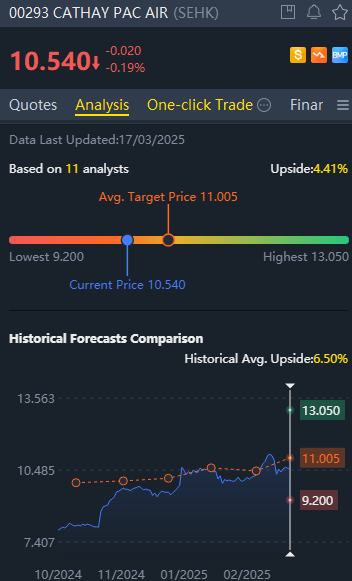 00293 CATHAY PAC AIR (SEHK)
10.540 -0.020
-0.19%
$ BMP
Quotes Analysis One-click Trade Finar
Data Last Updated:17/03/2025
Based on 11 analysts Upside:4.41%
Avg. Target Price 11.005
Lowest 9.200 Highest 13.050
Current Price 10.540
Historical Forecasts Comparison
Historical Avg. Upside:6.50%
13.563
13.050
11.005
10.485
9.200
7.407
10/2024 11/2024 01/2025 02/2025